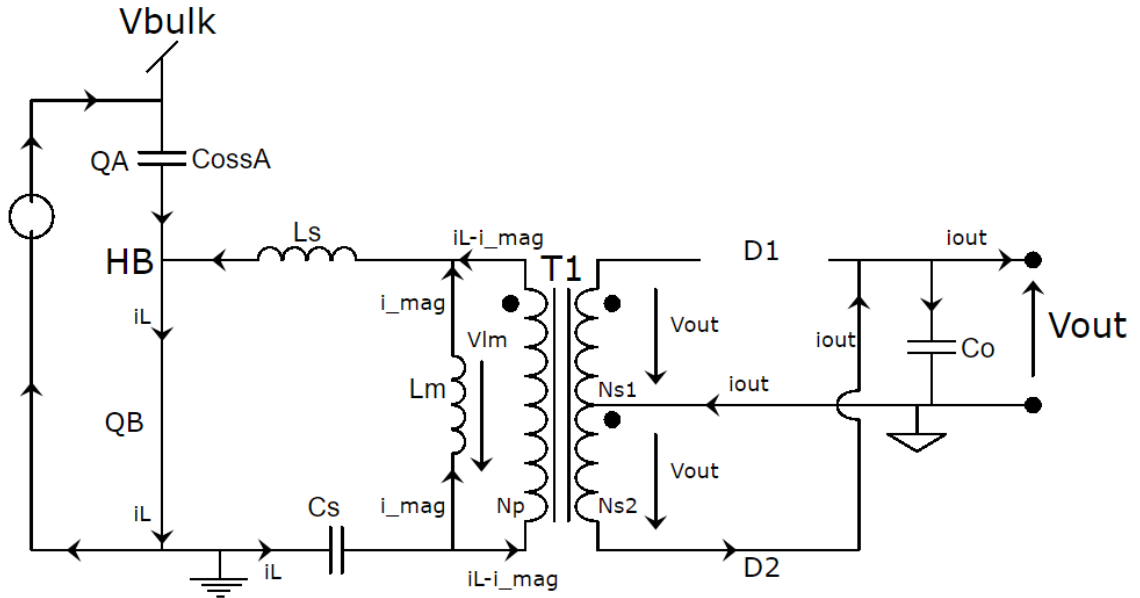 Vbulk
QA
CossA
HB
Ls
iL-i_mag
T1
D1
iout
iL
i_mag
Vlm
Vout
iout
Vout
Lm
Ns1
iout
Co
QB
Vout
iL
i_mag
Np
Ns2
Cs
iL
iL-i_mag
D2